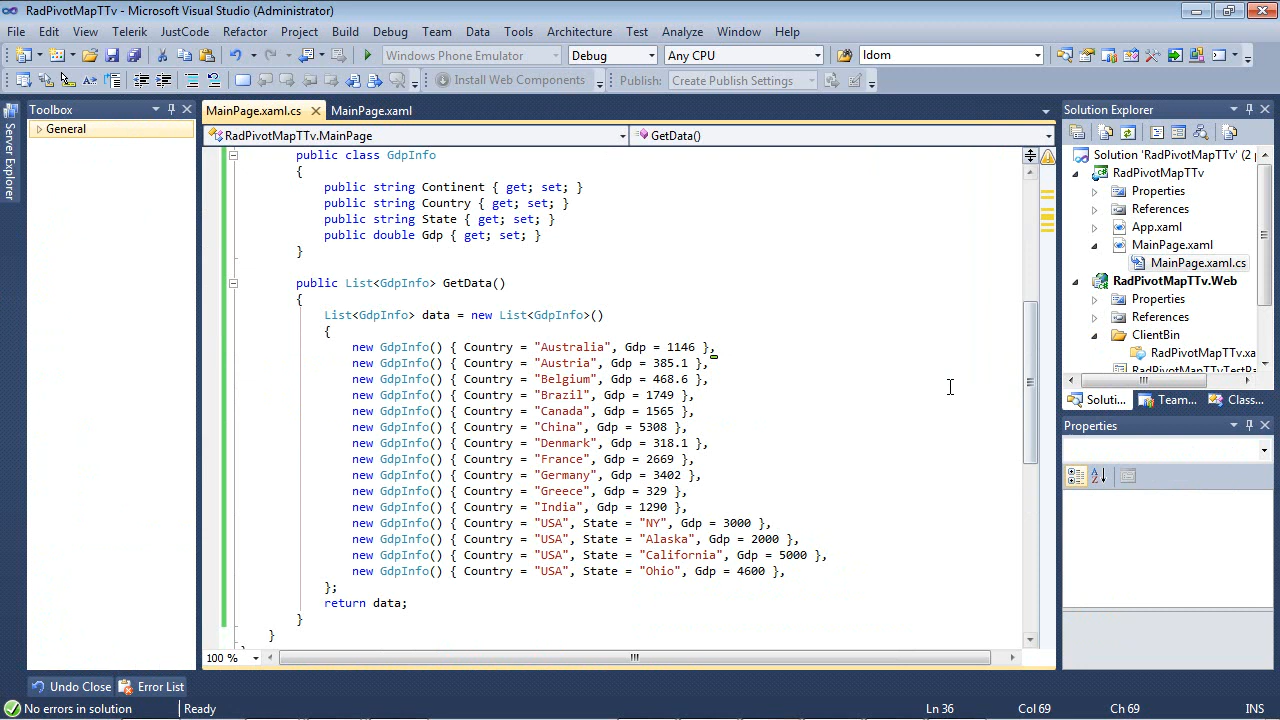 RadPivotMapTTv - Microsoft Visual Studio (Administrator)
File Edit View Telerik JustCode Refactor Project Build Debug Team Data Tools Architecture Test Analyze Window Help
Windows Phone Emulator Debug Any CPU ldom
Install Web Components Publish: Create Publish Settings
Server Explorer
Toolbox
General
MainPage.xaml.cs MainPage.xaml
RadPivotMapTTv.MainPage GetData()
public class GdpInfo
{
public string Continent { get; set; }
public string Country { get; set; }
public string State { get; set; }
public double Gdp { get; set; }
}
public List<GdpInfo> GetData()
{
List<GdpInfo> data = new List<GdpInfo>()
{
new GdpInfo() { Country = "Australia", Gdp = 1146 },
new GdpInfo() { Country = "Austria", Gdp = 385.1 },
new GdpInfo() { Country = "Belgium", Gdp = 468.6 },
new GdpInfo() { Country = "Brazil", Gdp = 1749 },
new GdpInfo() { Country = "Canada", Gdp = 1565 },
new GdpInfo() { Country = "China", Gdp = 5308 },
new GdpInfo() { Country = "Denmark", Gdp = 318.1 },
new GdpInfo() { Country = "France", Gdp = 2669 },
new GdpInfo() { Country = "Germany", Gdp = 3402 },
new GdpInfo() { Country = "Greece", Gdp = 329 },
new GdpInfo() { Country = "India", Gdp = 1290 },
new GdpInfo() { Country = "USA", State = "NY", Gdp = 3000 },
new GdpInfo() { Country = "USA", State = "Alaska", Gdp = 2000 },
new GdpInfo() { Country = "USA", State = "California", Gdp = 5000 },
new GdpInfo() { Country = "USA", State = "Ohio", Gdp = 4600 },
};
return data;
}
}
100 %
Solution Explorer
Solution 'RadPivotMapTTv' (2 p
RadPivotMapTTv
Properties
References
App.xaml
MainPage.xaml
MainPage.xaml.cs
RadPivotMapTTv.Web
Properties
References
ClientBin
RadPivotMapTTv.xa
RadPivotMapTTvTestPa
Soluti... Team... Class...
Properties
Undo Close Error List
No errors in solution Ready Ln 36 Col 69 Ch 69 INS